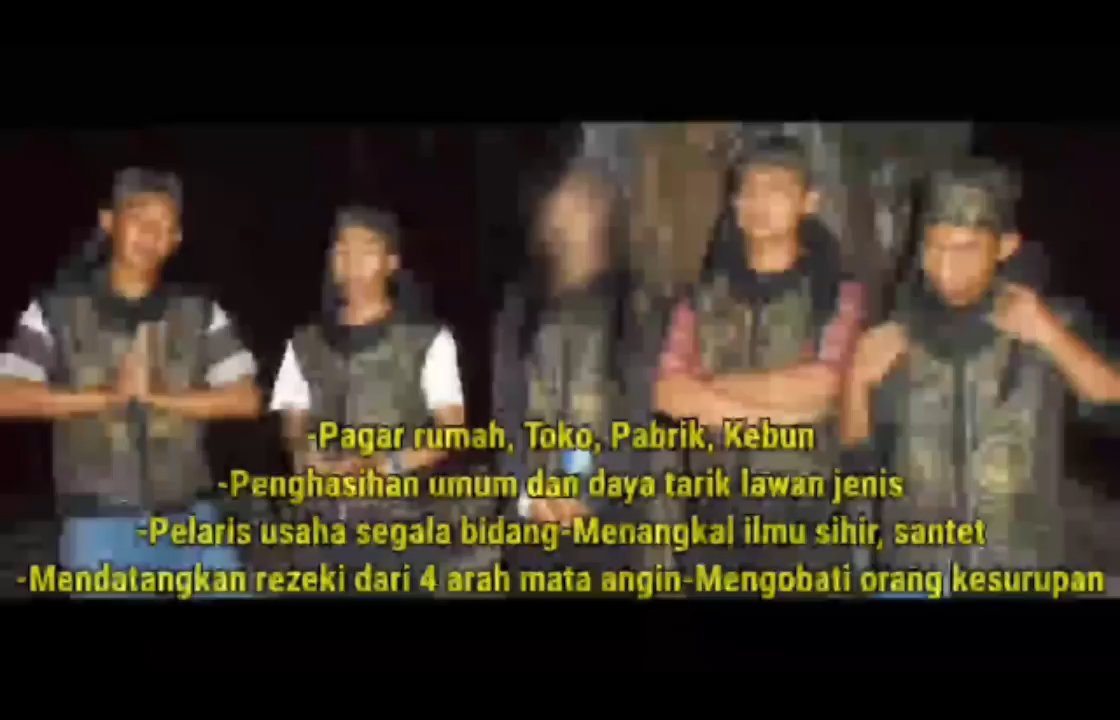 -Pagar rumah, Toko, Pabrik, Kebun
-Penghasihan umum dan daya tarik lawan jenis
-Pelaris usaha segala bidang-Menangkal ilmu sihir, santet
-Mendatangkan rezeki dari 4 arah mata angin-Mengobati orang kesurupan